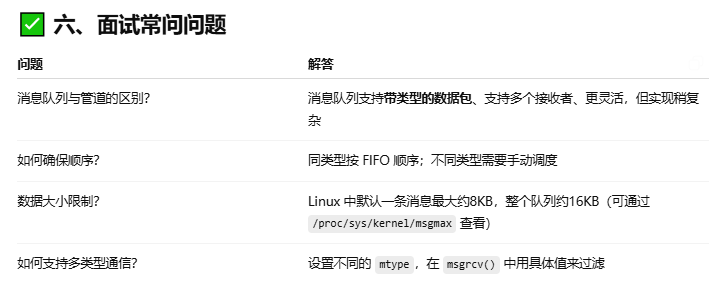 ✅ 六、面试常问问题
问题 解答
消息队列与管道的区别? 消息队列支持带类型的数据包、支持多个接收者、更灵活，但实现稍复
杂
如何确保顺序? 同类型按 FIFO 顺序；不同类型需要手动调度
数据大小限制? Linux 中默认一条消息最大约8KB，整个队列约16KB（可通过
/proc/sys/kernel/msgmax 查看）
如何支持多类型通信? 设置不同的 mtype，在 msgrcv() 中用具体值来过滤